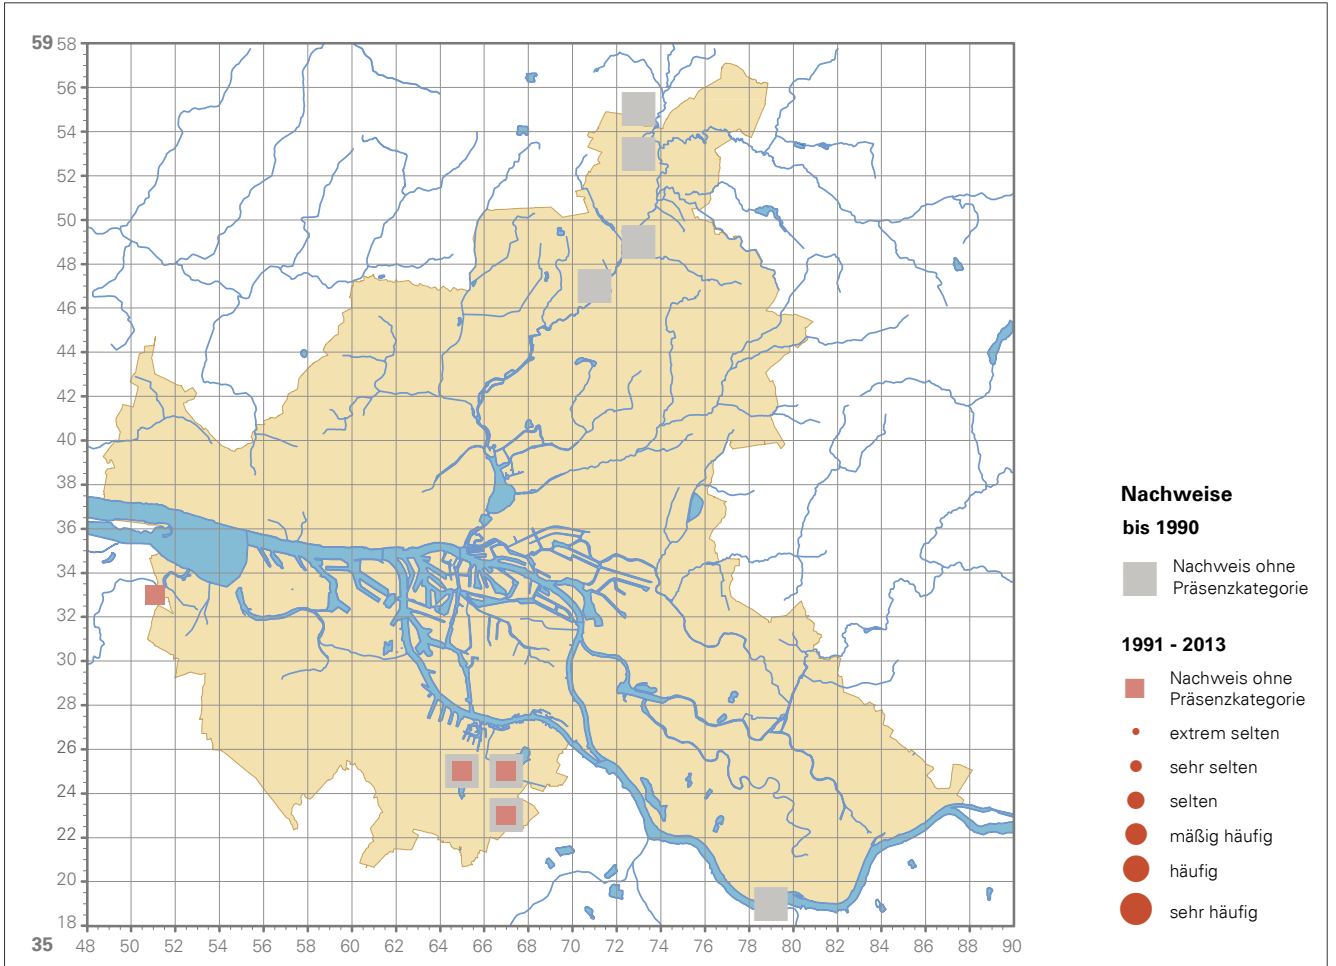 59 58
56
54
52
50
48
46
44
42
40
38
36
34
32
30
28
26
24
22
20
18
35
48 50 52 54 56 58 60 62 64 66 68 70 72 74 76 78 80 82 84 86 88 90
Nachweise
bis 1990
Nachweis ohne
Präsenzkategorie
1991 - 2013
Nachweis ohne
Präsenzkategorie
extrem selten
sehr selten
selten
mäßig häufig
häufig
sehr häufig